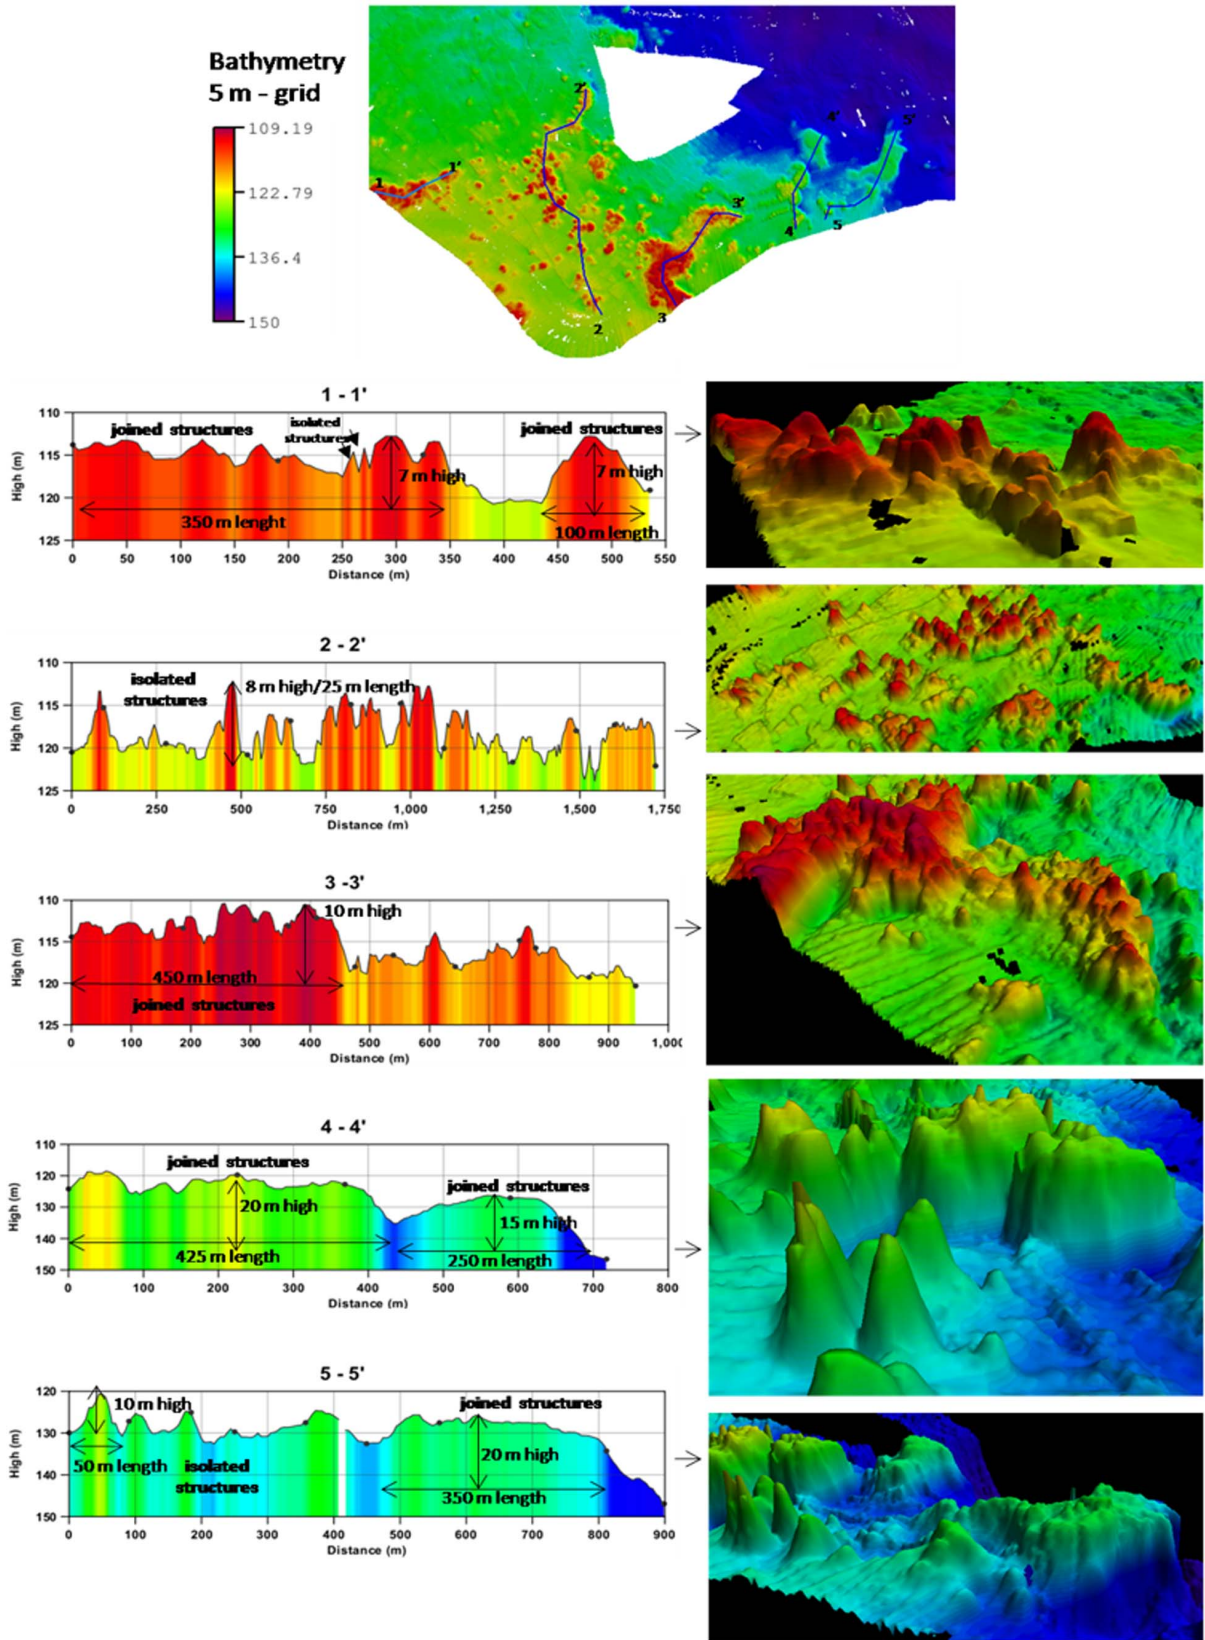 Bathymetry
5 m - grid
109.19
122.79
136.4
150
1
1'
2'
2
3'
3
4'
4
5'
5
1 - 1'
110
115
120
125
High (m)
joined structures
isolated
structures
joined structures
7 m high
7 m high
350 m lenght
100 m length
0 50 100 150 200 250 300 350 400 450 500 550
Distance (m)
2 - 2'
110
115
120
125
High (m)
isolated
structures
8 m high/25 m length
0 250 500 750 1,000 1,250 1,500 1,750
Distance (m)
3 -3'
110
115
120
125
High (m)
10 m high
450 m length
joined structures
0 100 200 300 400 500 600 700 800 900 1,000
Distance (m)
4 - 4'
110
120
130
140
150
High (m)
joined structures
joined structures
20 m high
15 m high
425 m length
250 m length
0 100 200 300 400 500 600 700 800
Distance (m)
5 - 5'
120
130
140
150
High (m)
10 m high
joined structures
50 m length
isolated
structures
20 m high
350 m length
0 100 200 300 400 500 600 700 800 900
Distance (m)